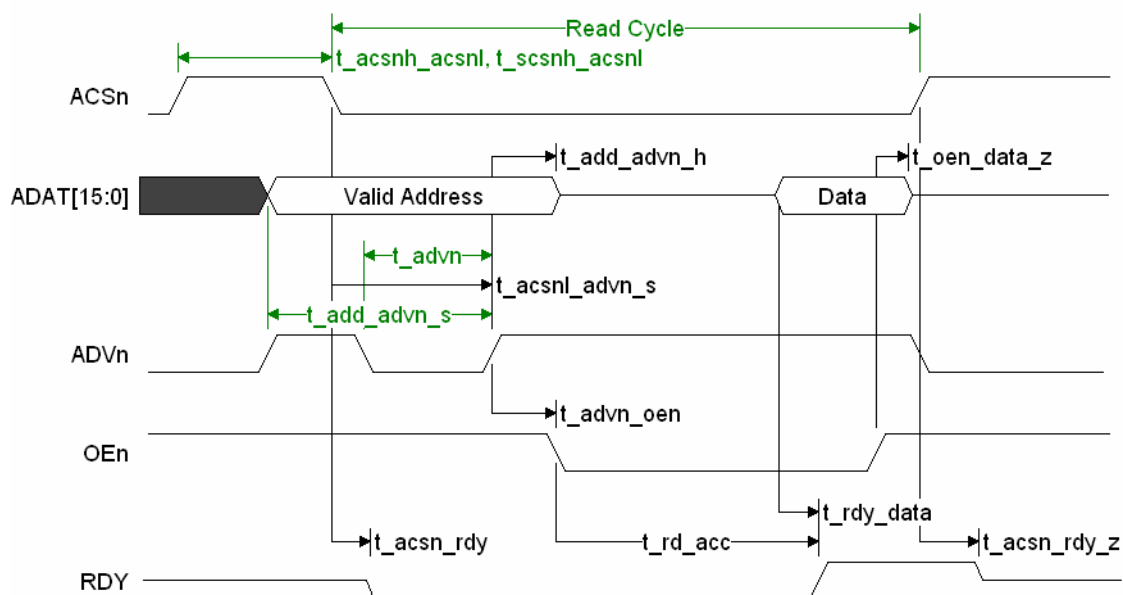 Read Cycle
t_acsnh_acsnl, t_scsnh_acsnl
ACSn
t_add_advn_h
t_oen_data_z
ADAT[15:0]
Valid Address
Data
t_advn
t_acsnl_advn_s
t_add_advn_s
ADVn
t_advn_oen
OEn
t_rdy_data
t_acsn_rdy
t_rd_acc
t_acsn_rdy_z
RDY